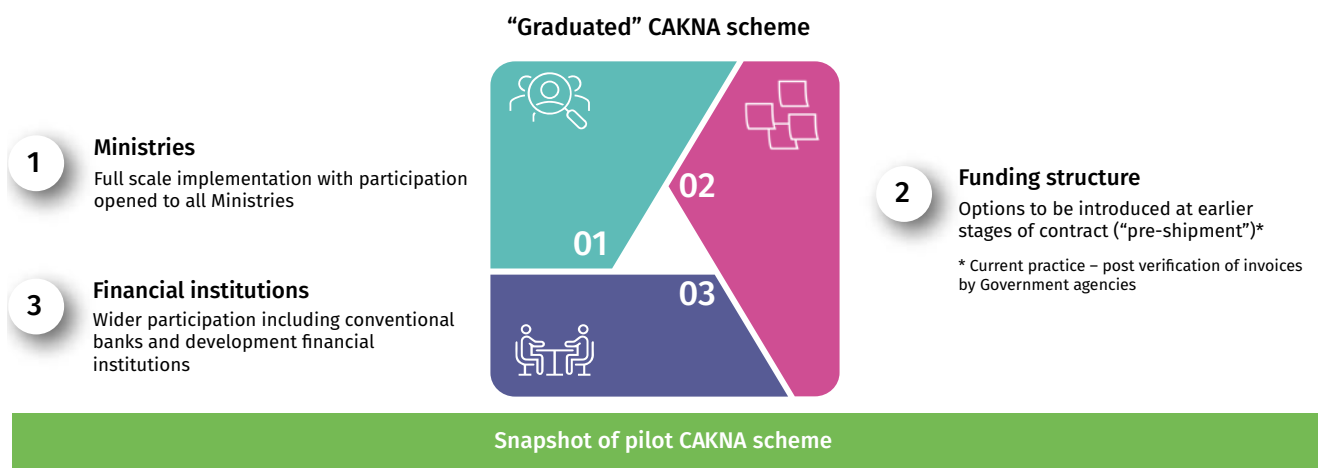 “Graduated” CAKNA scheme
1
Ministries
Full scale implementation with participation
opened to all Ministries
01
02
2
Funding structure
Options to be introduced at earlier
stages of contract (“pre-shipment”)*
* Current practice – post verification of invoices
by Government agencies
3
Financial institutions
Wider participation including conventional
banks and development financial
institutions
03
Snapshot of pilot CAKNA scheme